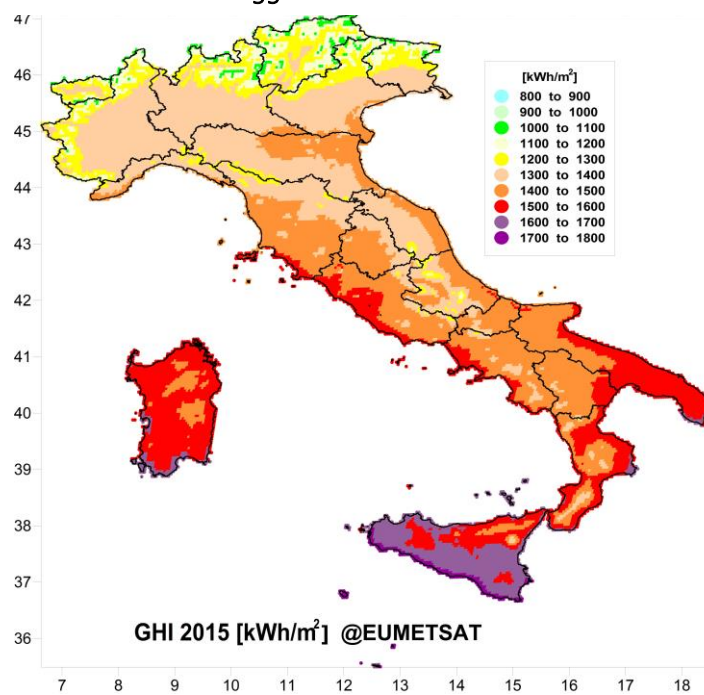 47
46
45
44
43
42
41
40
39
38
37
36
[kWh/m²]
800 to 900
900 to 1000
1000 to 1100
1100 to 1200
1200 to 1300
1300 to 1400
1400 to 1500
1500 to 1600
1600 to 1700
1700 to 1800
GHI 2015 [kWh/m²] @EUMETSAT
7 8 9 10 11 12 13 14 15 16 17 18